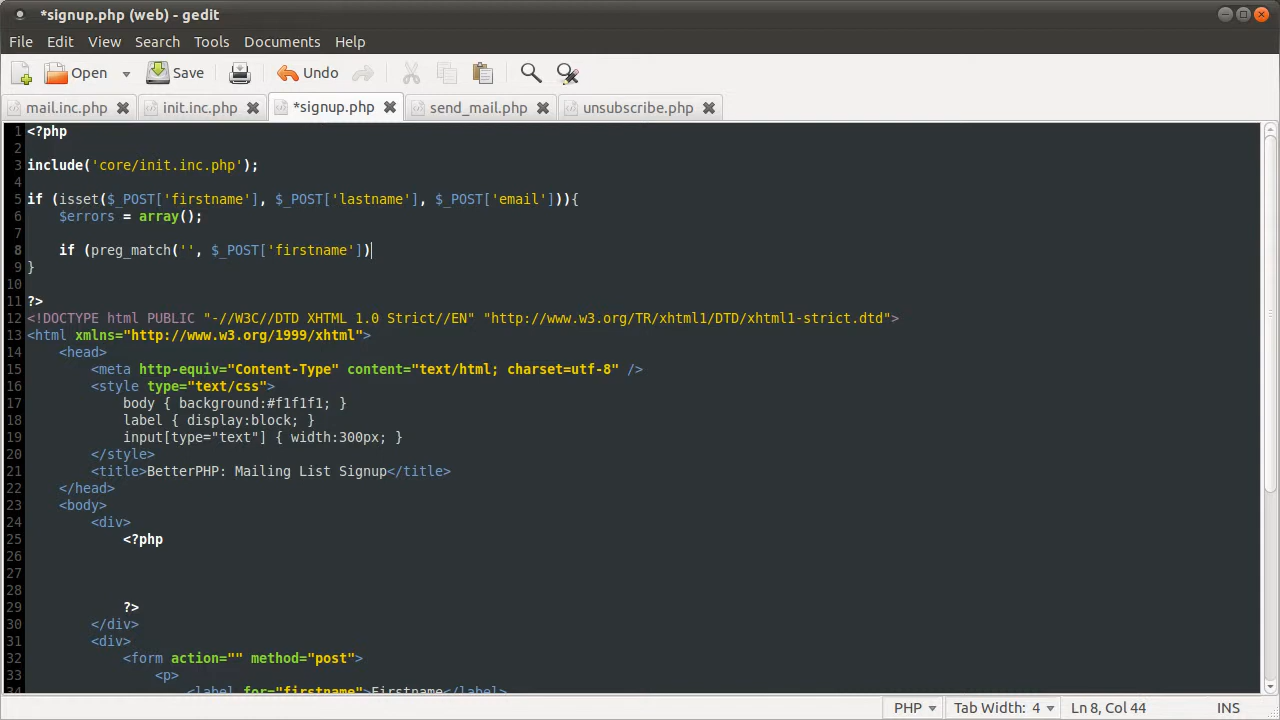 *signup.php (web) - gedit
File Edit View Search Tools Documents Help
Open Save Undo
mail.inc.php init.inc.php *signup.php send_mail.php unsubscribe.php
1 <?php
2
3 include('core/init.inc.php');
4
5 if (isset($_POST['firstname'], $_POST['lastname'], $_POST['email'])){
6 $errors = array();
7
8 if (preg_match('', $_POST['firstname'])
9 }
10
11 ?>
12 <!DOCTYPE html PUBLIC "-//W3C//DTD XHTML 1.0 Strict//EN" "http://www.w3.org/TR/xhtml1/DTD/xhtml1-strict.dtd">
13 <html xmlns="http://www.w3.org/1999/xhtml">
14 <head>
15 <meta http-equiv="Content-Type" content="text/html; charset=utf-8" />
16 <style type="text/css">
17 body { background:#f1f1f1; }
18 label { display:block; }
19 input[type="text"] { width:300px; }
20 </style>
21 <title>BetterPHP: Mailing List Signup</title>
22 </head>
23 <body>
24 <div>
25 <?php
26
27
28
29 ?>
30 </div>
31 <div>
32 <form action="" method="post">
33 <p>
34 <label for="firstname">Firstname</label>
PHP Tab Width: 4 Ln 8, Col 44 INS